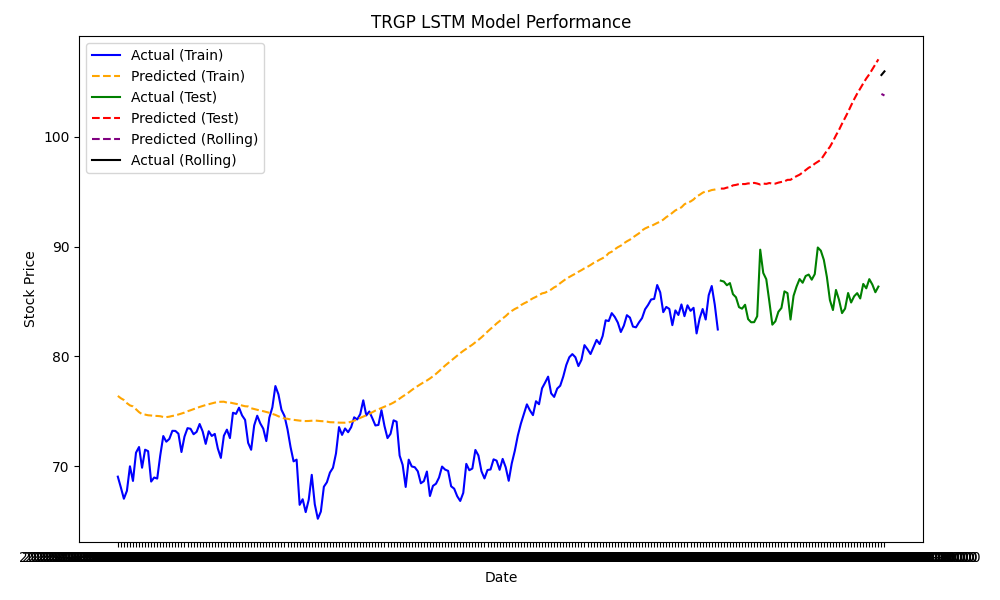 TRGP LSTM Model Performance
Actual (Train)
Predicted (Train)
Actual (Test)
Predicted (Test)
Predicted (Rolling)
Actual (Rolling)
100
90
80
70
Stock Price
Date